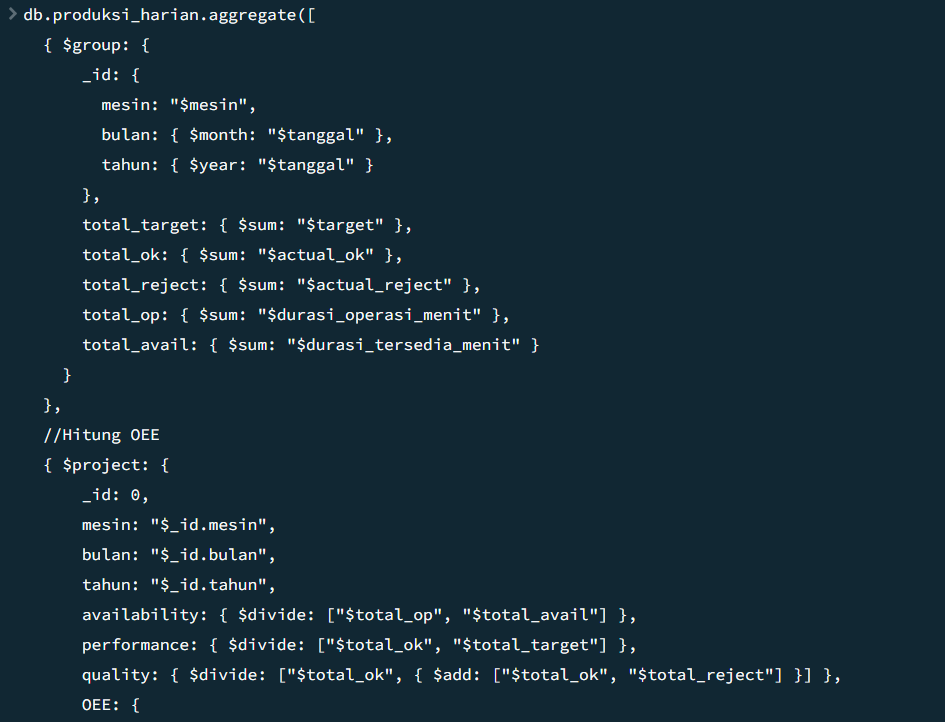 > db.produksi_harian.aggregate([
{ $group: {
_id: {
mesin: "$mesin",
bulan: { $month: "$tanggal" },
tahun: { $year: "$tanggal" }
},
total_target: { $sum: "$target" },
total_ok: { $sum: "$actual_ok" },
total_reject: { $sum: "$actual_reject" },
total_op: { $sum: "$durasi_operasi_menit" },
total_avail: { $sum: "$durasi_tersedia_menit" }
}
},
//Hitung OEE
{ $project: {
_id: 0,
mesin: "$_id.mesin",
bulan: "$_id.bulan",
tahun: "$_id.tahun",
availability: { $divide: ["$total_op", "$total_avail"] },
performance: { $divide: ["$total_ok", "$total_target"] },
quality: { $divide: ["$total_ok", { $add: ["$total_ok", "$total_reject"] }] },
OEE: {